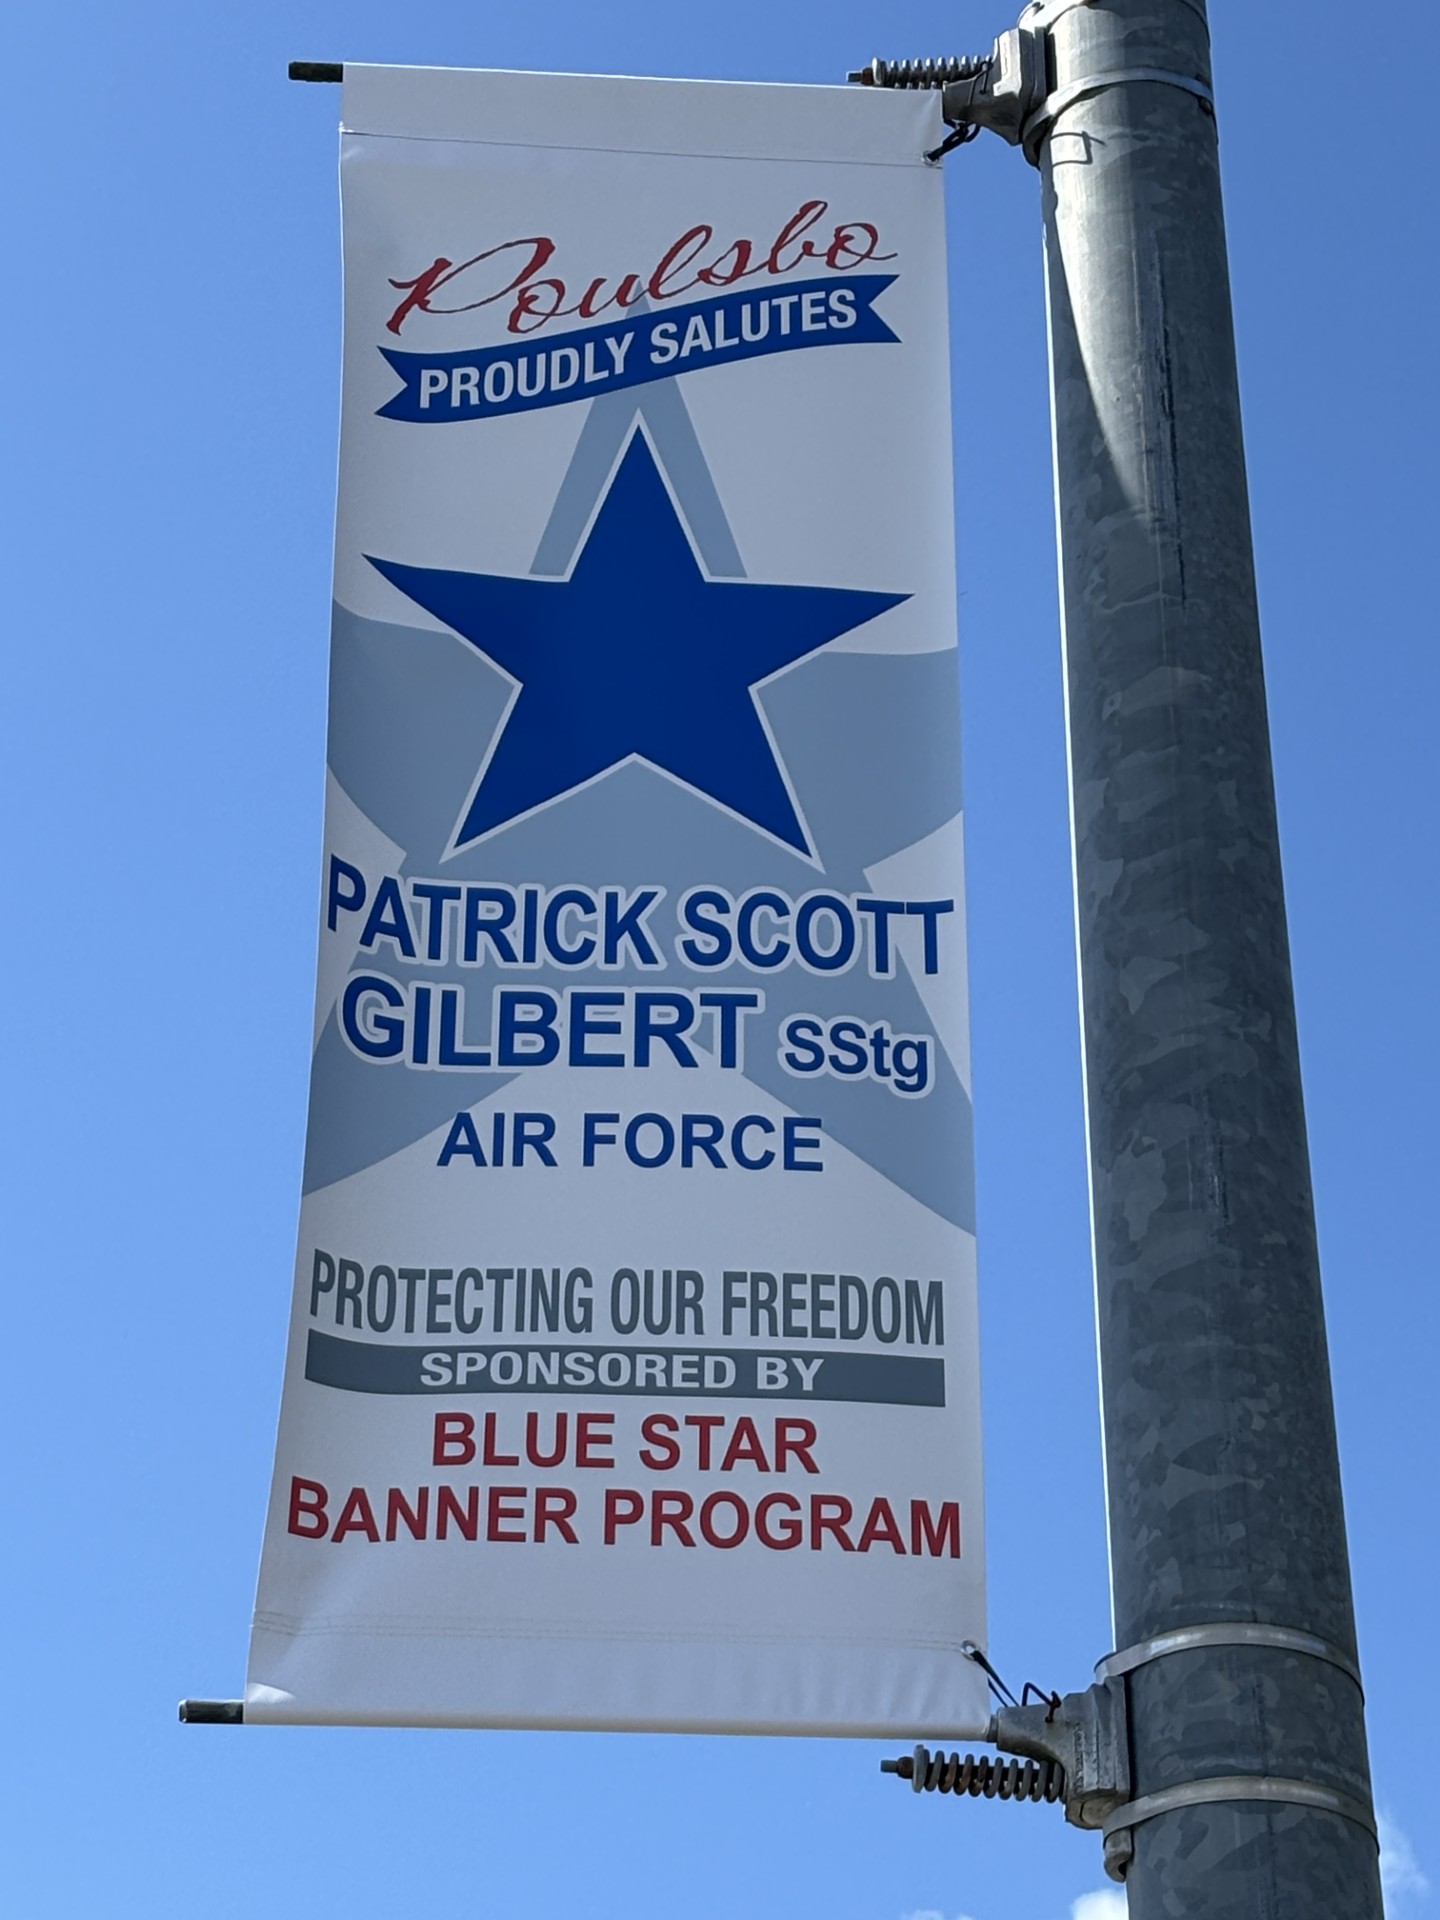 Poulsbo
PROUDLY SALUTES
PATRICK SCOTT
GILBERT SStg
AIR FORCE
PROTECTING OUR FREEDOM
SPONSORED BY
BLUE STAR
BANNER PROGRAM